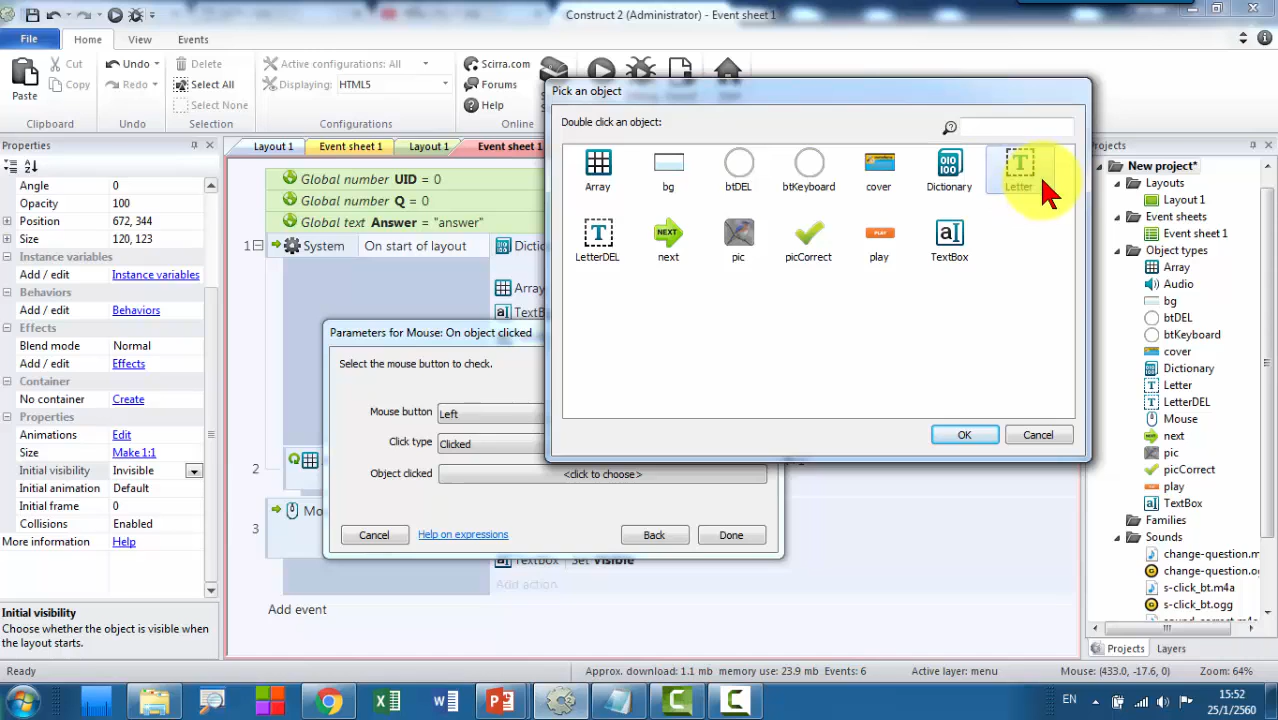 Construct 2 (Administrator) - Event sheet 1
File
Home
View
Events
Paste
Cut
Copy
Clipboard
Undo
Redo
Undo
Delete
Select All
Select None
Selection
Active configurations: All
Displaying:
HTML5
Configurations
Scirra.com
Forums
Help
Online
Properties
Angle 0
Opacity 100
Position 672, 344
Size 120, 123
Instance variables
Add / edit Instance variables
Behaviors
Add / edit Behaviors
Effects
Blend mode Normal
Add / edit Effects
Container
No container Create
Properties
Animations Edit
Size Make 1:1
Initial visibility Invisible
Initial animation Default
Initial frame 0
Collisions Enabled
More information Help
Initial visibility
Choose whether the object is visible when
the layout starts.
Layout 1
Event sheet 1
Layout 1
Event sheet 1
Global number UID = 0
Global number Q = 0
Global text Answer = "answer"
1
System
On start of layout
Array
2
3
TextBox Set Visible
Add action
Add event
Parameters for Mouse: On object clicked
Select the mouse button to check.
Mouse button Left
Click type Clicked
Object clicked <click to choose>
Cancel
Help on expressions
Back
Done
Pick an object
Double click an object:
Array
bg
btDEL
btKeyboard
cover
Dictionary
Letter
LetterDEL
next
pic
picCorrect
play
TextBox
OK
Cancel
New project*
Layouts
Layout 1
Event sheets
Event sheet 1
Object types
Array
Audio
bg
btDEL
btKeyboard
cover
Dictionary
Letter
LetterDEL
Mouse
next
pic
picCorrect
play
TextBox
Families
Sounds
change-question.m
change-question.og
s-click_bt.m4a
s-click_bt.ogg
Projects
Layers
Ready
Approx. download: 1.1 mb
memory use: 23.9 mb
Events: 6
Active layer: menu
Mouse: (433.0, -17.6, 0)
Zoom: 64%
EN
15:52
25/1/2560